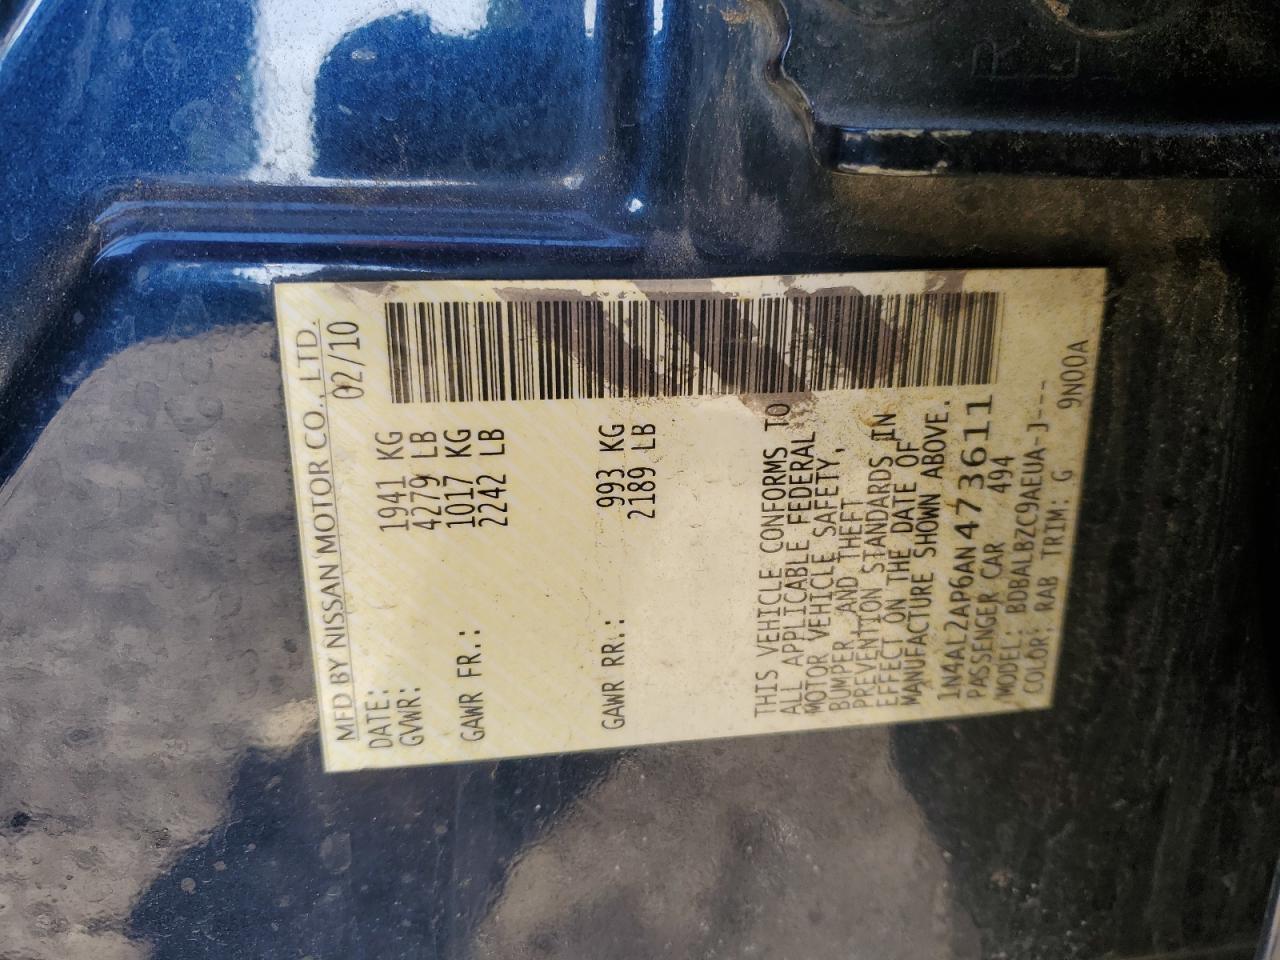 MFD BY NISSAN MOTOR CO., LTD.
DATE: 02/10
GVWR: 1941 KG
4279 LB
GAWR FR.: 1017 KG
2242 LB
GAWR RR.: 993 KG
2189 LB
THIS VEHICLE CONFORMS TO
ALL APPLICABLE FEDERAL
MOTOR VEHICLE SAFETY,
BUMPER, AND THEFT
PREVENTION STANDARDS IN
EFFECT ON THE DATE OF
MANUFACTURE SHOWN ABOVE.
1N4AL2AP6AN473611
PASSENGER CAR 494
MODEL: BDBALBZC9AEUA-J---
COLOR: RAB TRIM: G 9N00A